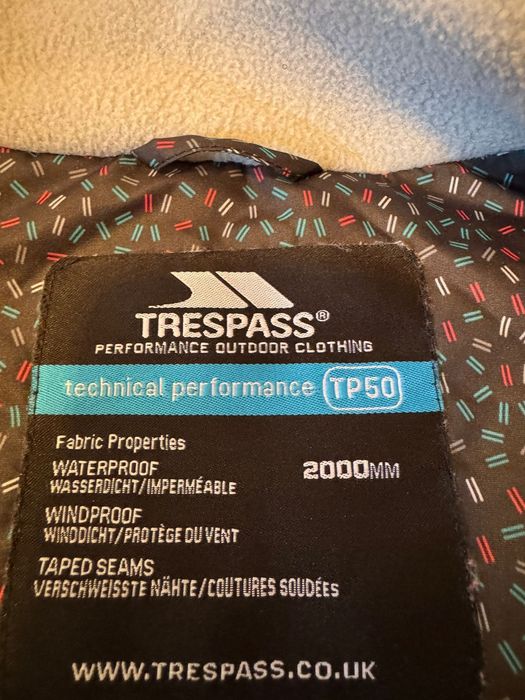 TRESPASS®
PERFORMANCE OUTDOOR CLOTHING
technical performance TP50
Fabric Properties
WATERPROOF 2000MM
WASSERDICHT/IMPERMÉABLE
WINDPROOF
WINDDICHT/PROTÈGE DU VENT
TAPED SEAMS
VERSCHWEISSTE NÄHTE/COUTURES SOUDÉES
WWW.TRESPASS.CO.UK